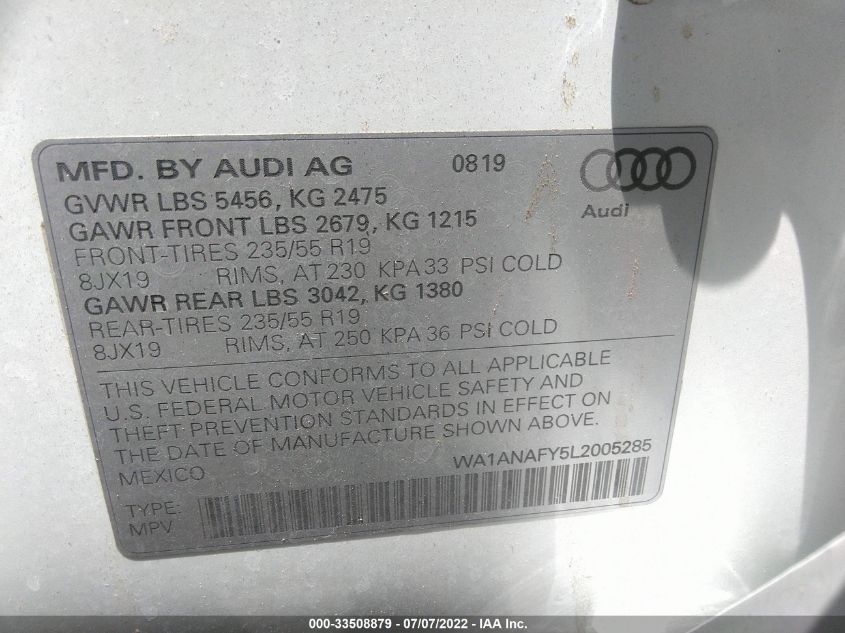 MFD. BY AUDI AG 0819
GVWR LBS 5456, KG 2475
GAWR FRONT LBS 2679, KG 1215
Audi
FRONT-TIRES 235/55 R19
8JX19 RIMS, AT 230 KPA 33 PSI COLD
GAWR REAR LBS 3042, KG 1380
REAR-TIRES 235/55 R19
8JX19 RIMS, AT 250 KPA 36 PSI COLD
THIS VEHICLE CONFORMS TO ALL APPLICABLE
U.S. FEDERAL MOTOR VEHICLE SAFETY AND
THEFT PREVENTION STANDARDS IN EFFECT ON
THE DATE OF MANUFACTURE SHOWN ABOVE.
MEXICO WA1ANAFY5L2005285
TYPE:
MPV
000-33508879 - 07/07/2022 - IAA Inc.